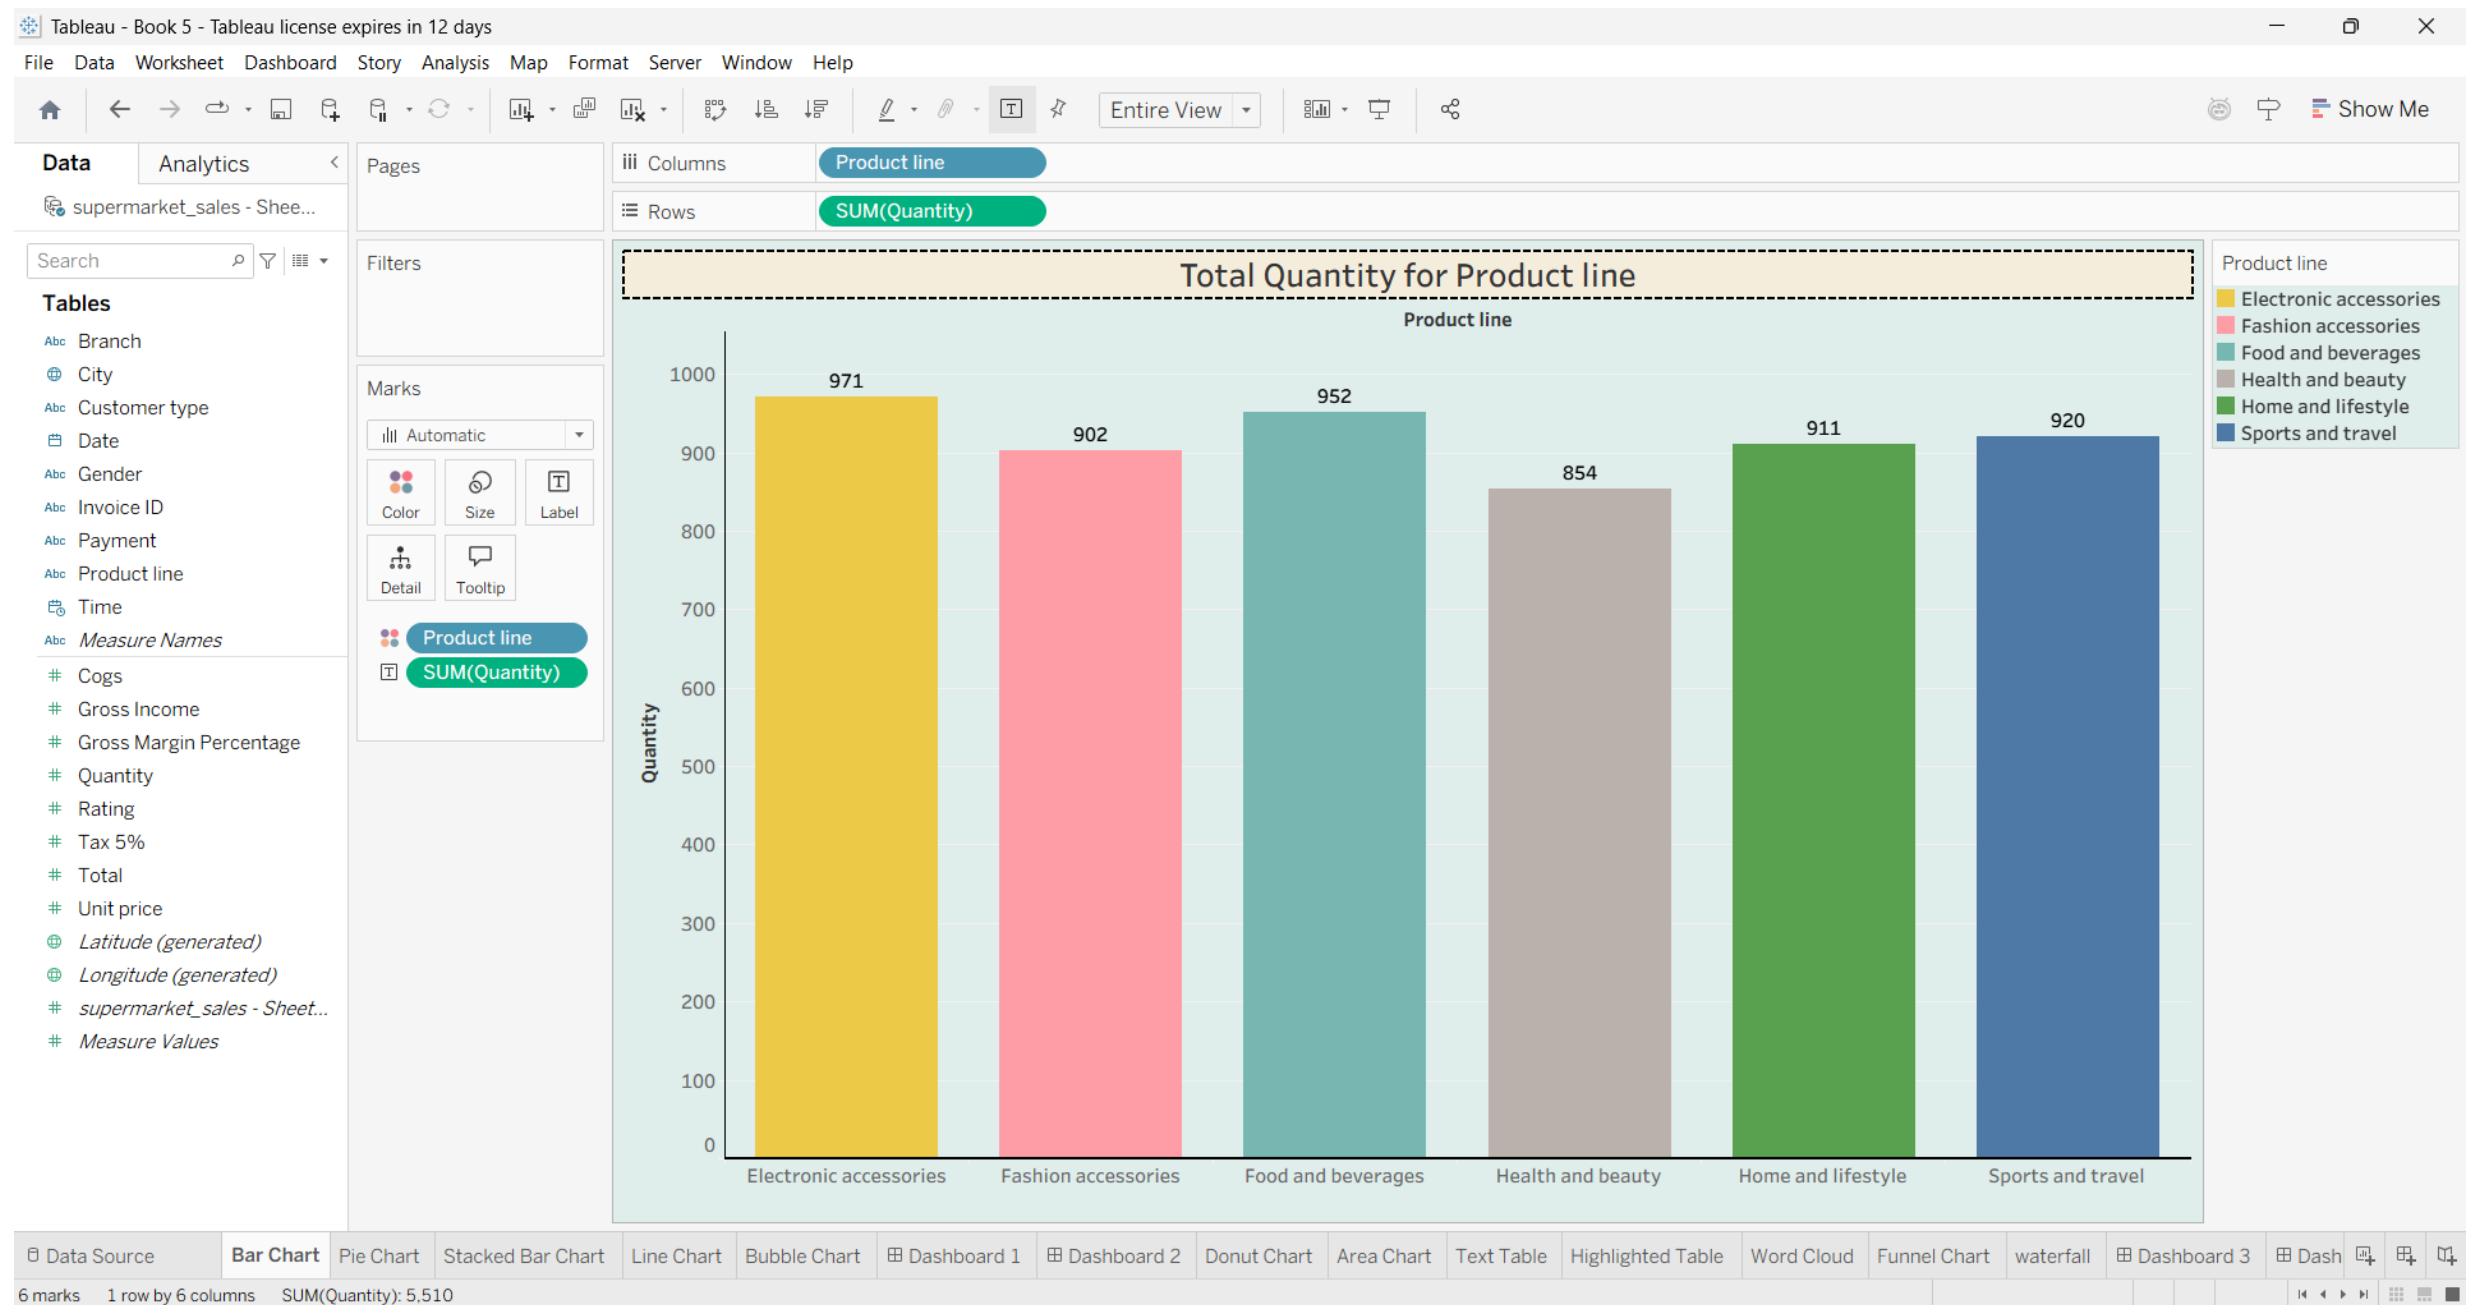 Tableau - Book 5 - Tableau license expires in 12 days
File Data Worksheet Dashboard Story Analysis Map Format Server Window Help
Entire View
Show Me
Data
Analytics
supermarket_sales - Shee...
Search
Tables
Abc Branch
City
Abc Customer type
Date
Abc Gender
Abc Invoice ID
Abc Payment
Abc Product line
Time
Abc Measure Names
# Cogs
# Gross Income
# Gross Margin Percentage
# Quantity
# Rating
# Tax 5%
# Total
# Unit price
Latitude (generated)
Longitude (generated)
# supermarket_sales - Sheet...
# Measure Values
Pages
Filters
Marks
Automatic
Color Size Label
Detail Tooltip
Product line
SUM(Quantity)
Columns Product line
Rows SUM(Quantity)
Total Quantity for Product line
Product line
Quantity
1000
900
800
700
600
500
400
300
200
100
0
971
902
952
854
911
920
Electronic accessories
Fashion accessories
Food and beverages
Health and beauty
Home and lifestyle
Sports and travel
Product line
Electronic accessories
Fashion accessories
Food and beverages
Health and beauty
Home and lifestyle
Sports and travel
Data Source Bar Chart Pie Chart Stacked Bar Chart Line Chart Bubble Chart Dashboard 1 Dashboard 2 Donut Chart Area Chart Text Table Highlighted Table Word Cloud Funnel Chart waterfall Dashboard 3 Dash
6 marks 1 row by 6 columns SUM(Quantity): 5,510